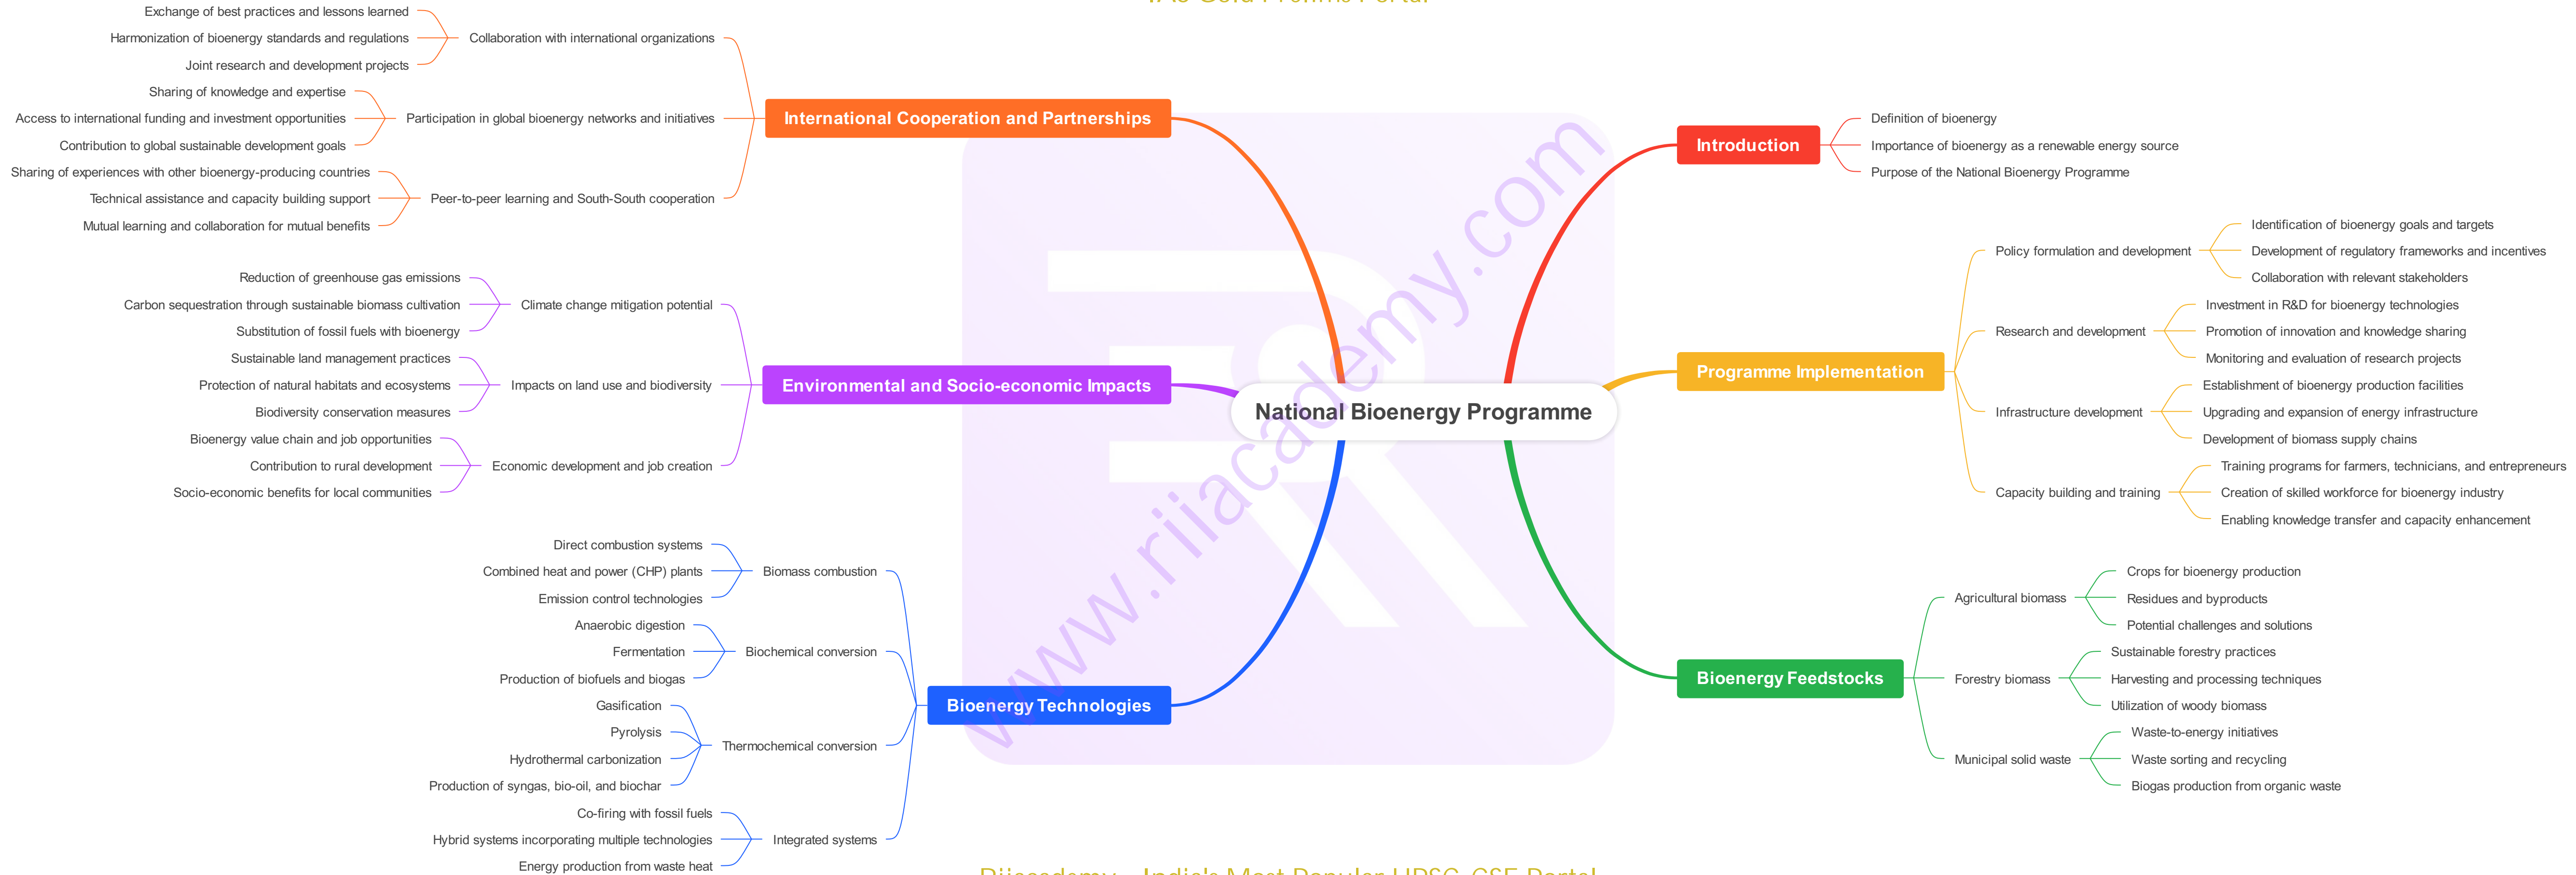 IAS Gold Prelims Portal
National Bioenergy Programme
Introduction
Definition of bioenergy
Importance of bioenergy as a renewable energy source
Purpose of the National Bioenergy Programme
Programme Implementation
Policy formulation and development
Identification of bioenergy goals and targets
Development of regulatory frameworks and incentives
Collaboration with relevant stakeholders
Research and development
Investment in R&D for bioenergy technologies
Promotion of innovation and knowledge sharing
Monitoring and evaluation of research projects
Infrastructure development
Establishment of bioenergy production facilities
Upgrading and expansion of energy infrastructure
Development of biomass supply chains
Capacity building and training
Training programs for farmers, technicians, and entrepreneurs
Creation of skilled workforce for bioenergy industry
Enabling knowledge transfer and capacity enhancement
Bioenergy Feedstocks
Agricultural biomass
Crops for bioenergy production
Residues and byproducts
Potential challenges and solutions
Forestry biomass
Sustainable forestry practices
Harvesting and processing techniques
Utilization of woody biomass
Municipal solid waste
Waste-to-energy initiatives
Waste sorting and recycling
Biogas production from organic waste
International Cooperation and Partnerships
Collaboration with international organizations
Exchange of best practices and lessons learned
Harmonization of bioenergy standards and regulations
Joint research and development projects
Participation in global bioenergy networks and initiatives
Sharing of knowledge and expertise
Access to international funding and investment opportunities
Contribution to global sustainable development goals
Peer-to-peer learning and South-South cooperation
Sharing of experiences with other bioenergy-producing countries
Technical assistance and capacity building support
Mutual learning and collaboration for mutual benefits
Environmental and Socio-economic Impacts
Climate change mitigation potential
Reduction of greenhouse gas emissions
Carbon sequestration through sustainable biomass cultivation
Substitution of fossil fuels with bioenergy
Impacts on land use and biodiversity
Sustainable land management practices
Protection of natural habitats and ecosystems
Biodiversity conservation measures
Economic development and job creation
Bioenergy value chain and job opportunities
Contribution to rural development
Socio-economic benefits for local communities
Bioenergy Technologies
Biomass combustion
Direct combustion systems
Combined heat and power (CHP) plants
Emission control technologies
Biochemical conversion
Anaerobic digestion
Fermentation
Production of biofuels and biogas
Thermochemical conversion
Gasification
Pyrolysis
Hydrothermal carbonization
Production of syngas, bio-oil, and biochar
Integrated systems
Co-firing with fossil fuels
Hybrid systems incorporating multiple technologies
Energy production from waste heat
www.riiacademy.com
Riiacademy - India's Most Popular UPSC-CSE Portal